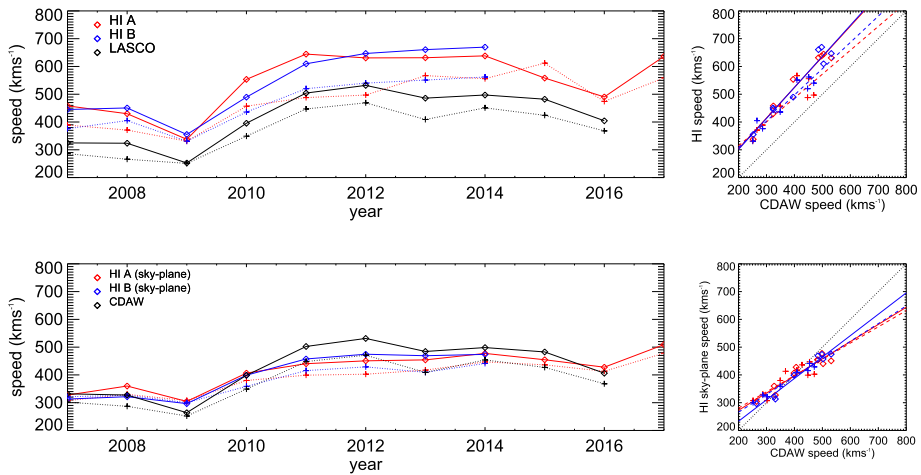 HI A
HI B
LASCO
800
700
600
500
400
300
200
speed (kms⁻¹)
2008 2010 2012 2014 2016
year
800
700
600
500
400
300
200
HI speed (kms⁻¹)
200 300 400 500 600 700 800
CDAW speed (kms⁻¹)
HI A (sky-plane)
HI B (sky-plane)
CDAW
800
700
600
500
400
300
200
speed (kms⁻¹)
2008 2010 2012 2014 2016
year
800
700
600
500
400
300
200
HI sky-plane speed (kms⁻¹)
200 300 400 500 600 700 800
CDAW speed (kms⁻¹)